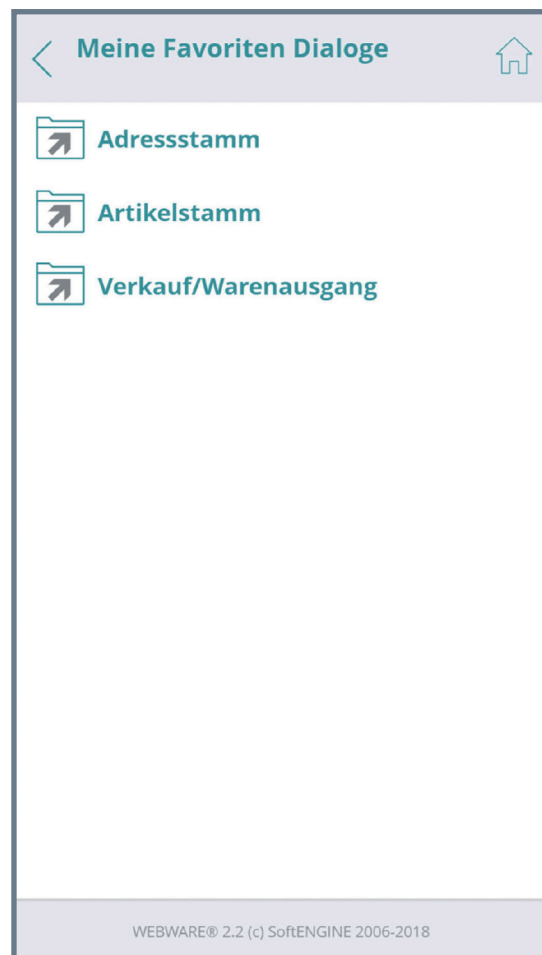 Meine Favoriten Dialoge
Adressstamm
Artikelstamm
Verkauf/Warenausgang
WEBWARE® 2.2 (c) SoftENGINE 2006-2018